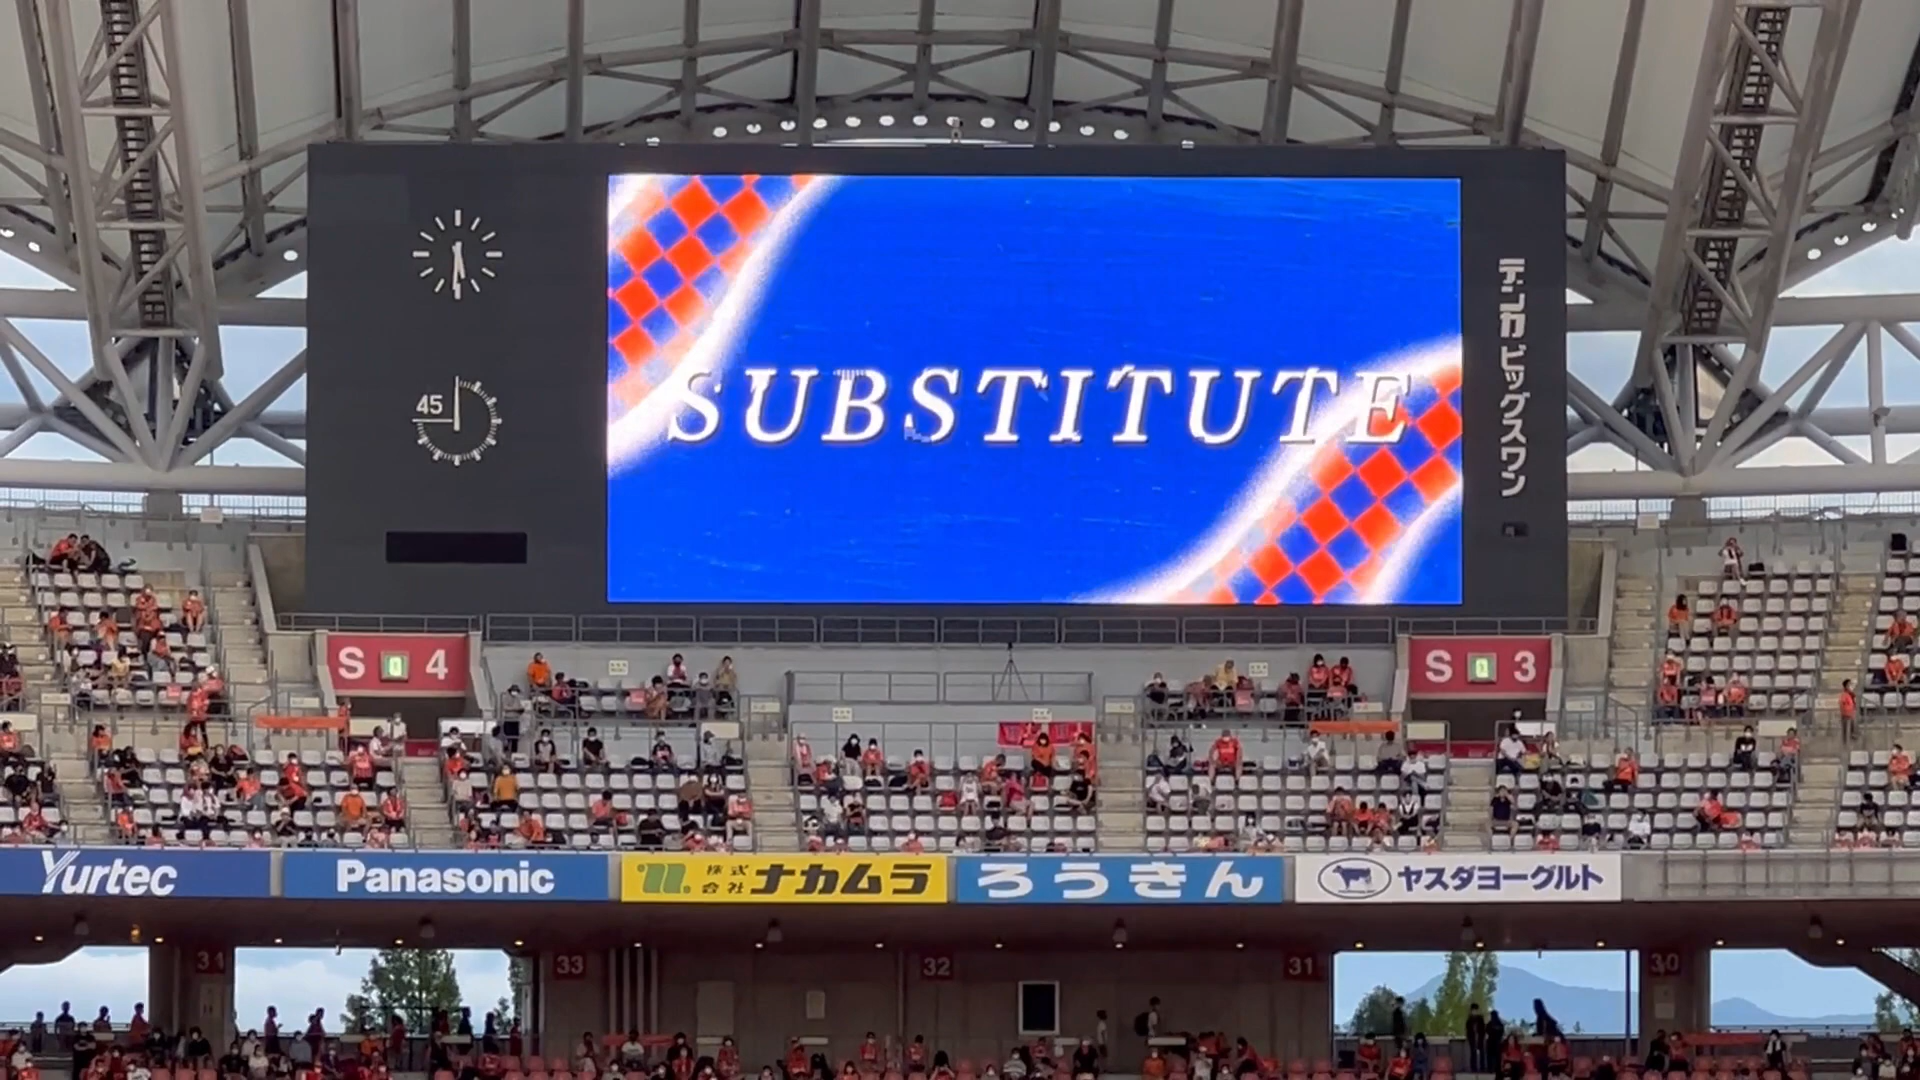 SUBSTITUTE
45
デンカビッグスワン
S 4
S 3
Yurtec
Panasonic
株式会社ナカムラ
ろうきん
ヤスダヨーグルト
34
33
32
31
30